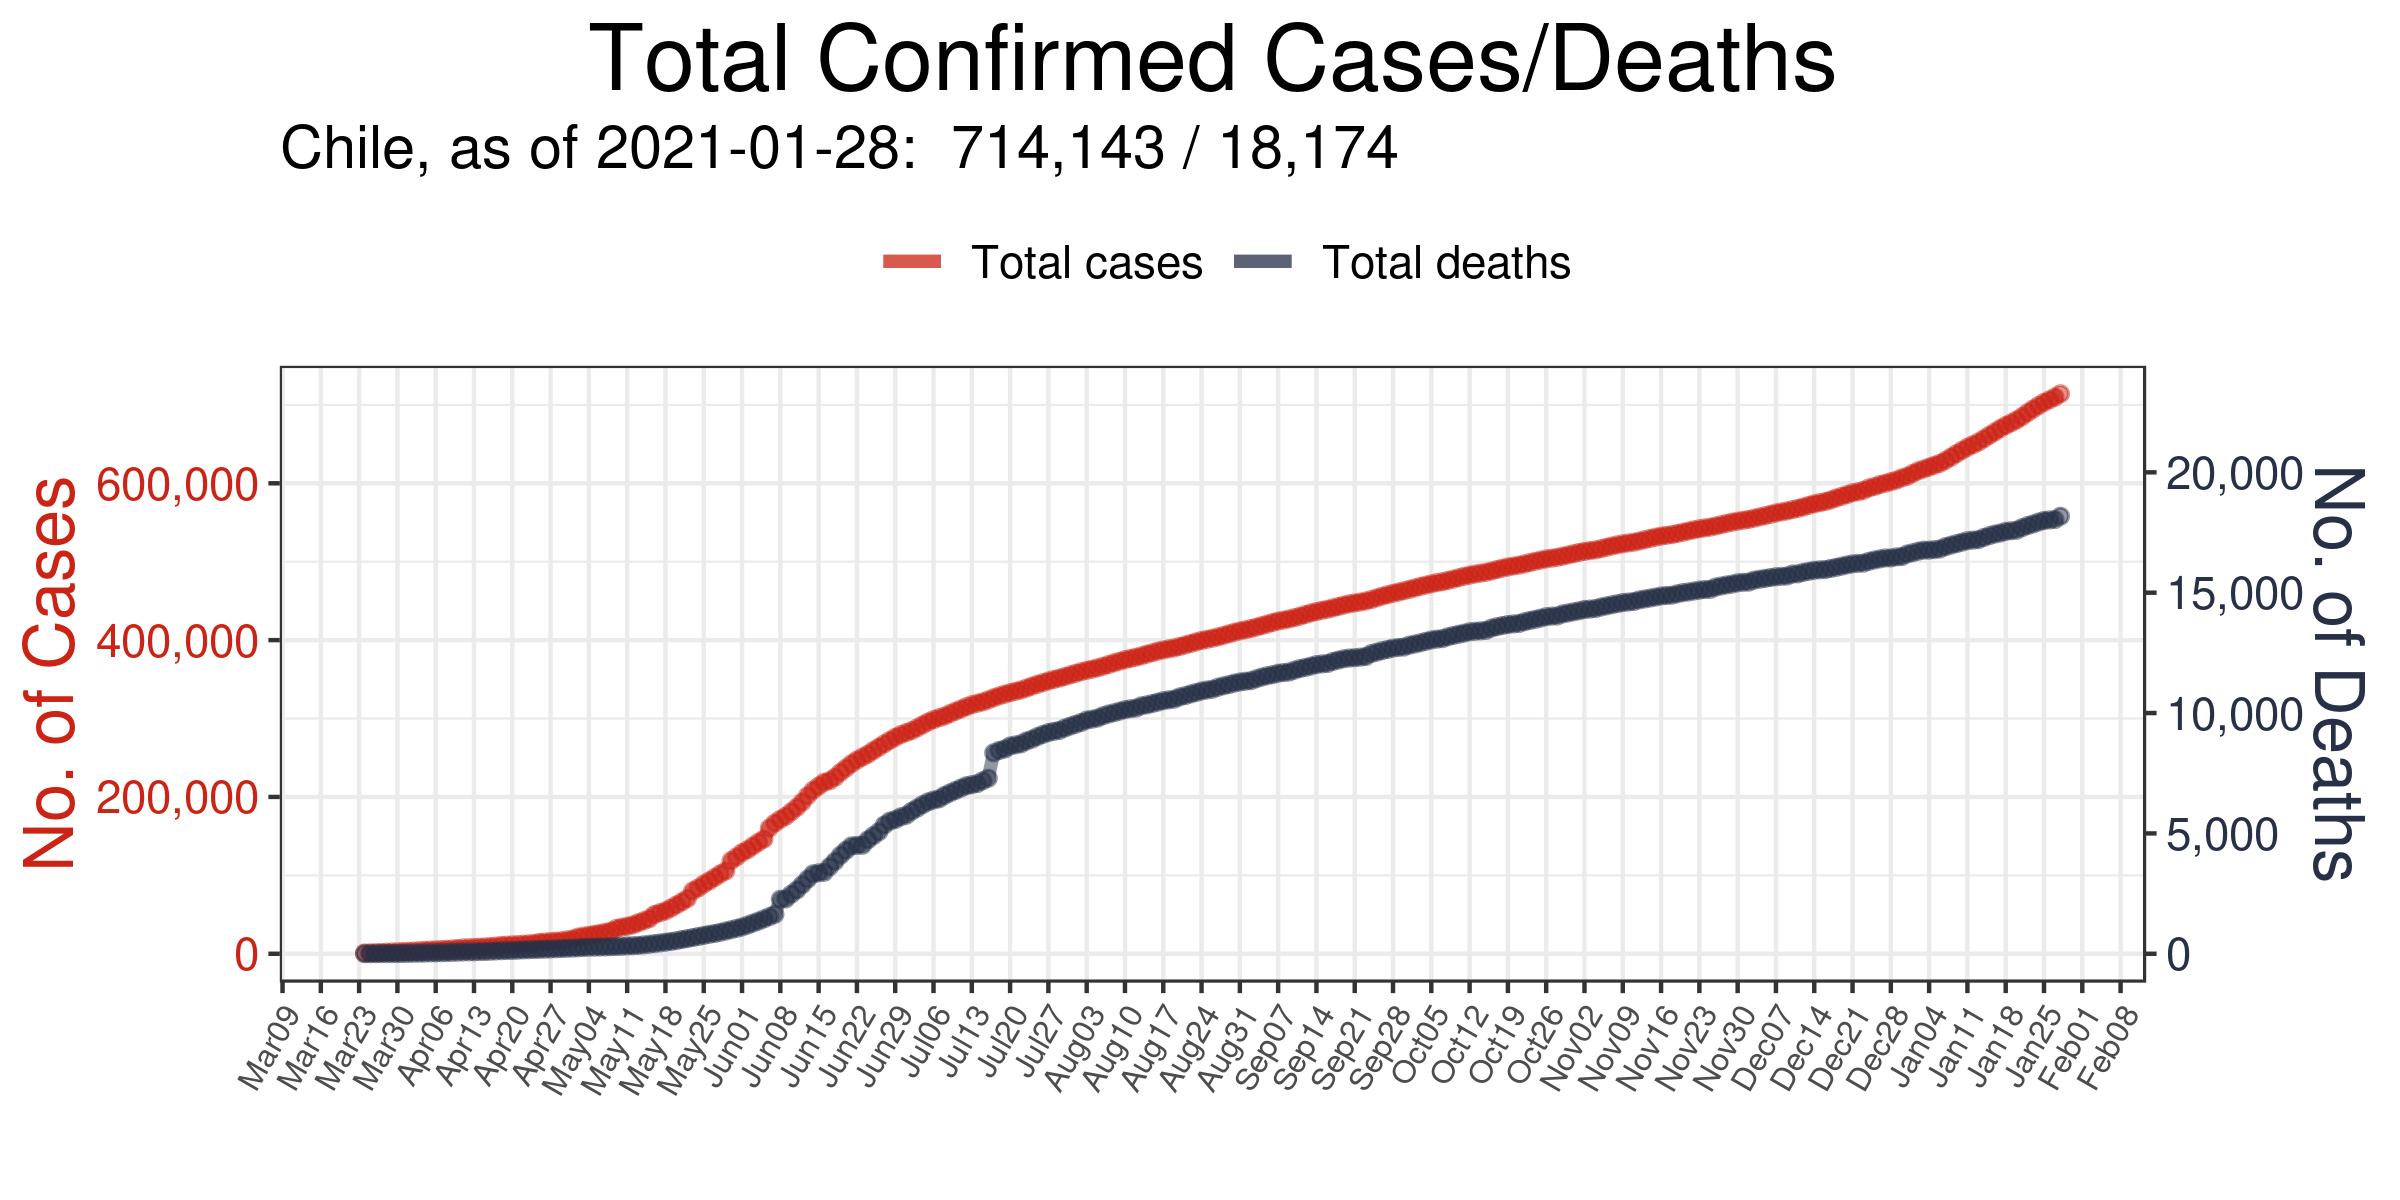 Total Confirmed Cases/Deaths
Chile, as of 2021-01-28:  714,143 / 18,174
Total cases
Total deaths
No. of Cases
600,000
400,000
200,000
0
20,000
15,000
10,000
5,000
0
No. of Deaths
Mar09
Mar16
Mar23
Mar30
Apr06
Apr13
Apr20
Apr27
May04
May11
May18
May25
Jun01
Jun08
Jun15
Jun22
Jun29
Jul06
Jul13
Jul20
Jul27
Aug03
Aug10
Aug17
Aug24
Aug31
Sep07
Sep14
Sep21
Sep28
Oct05
Oct12
Oct19
Oct26
Nov02
Nov09
Nov16
Nov23
Nov30
Dec07
Dec14
Dec21
Dec28
Jan04
Jan11
Jan18
Jan25
Feb01
Feb08